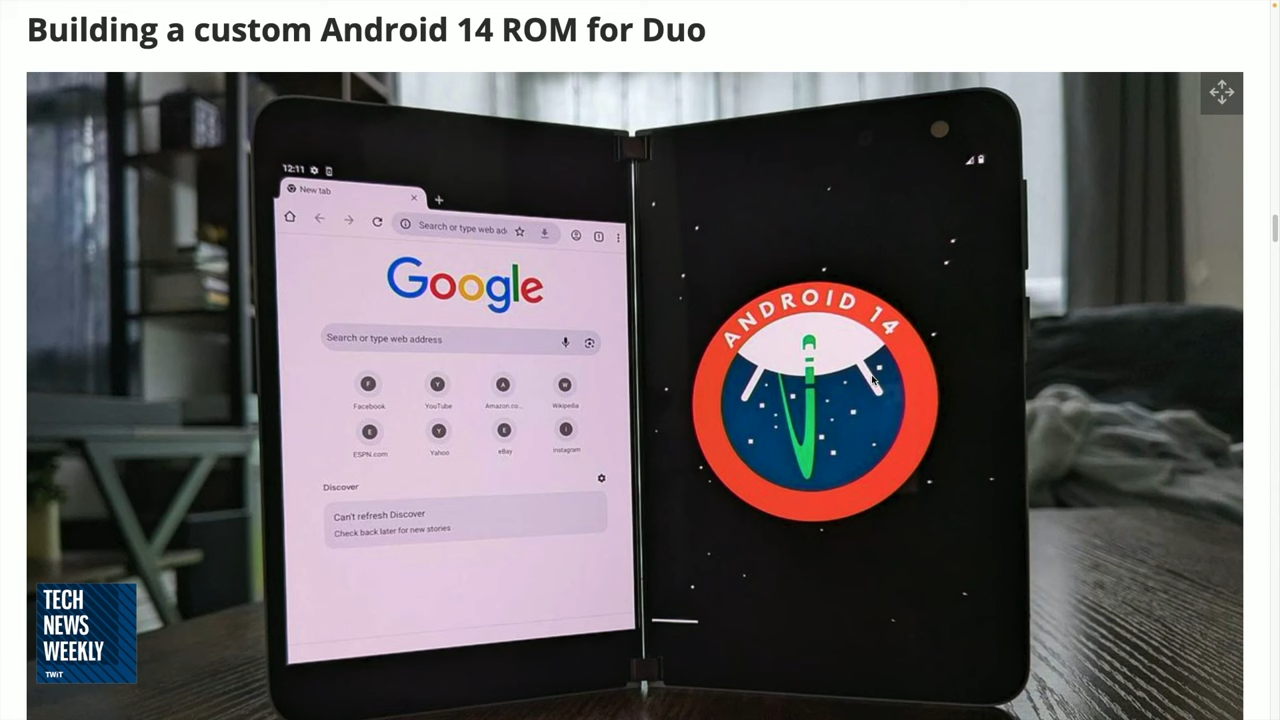 Building a custom Android 14 ROM for Duo
12:11
New tab
Search or type web ad
Google
Search or type web address
Facebook
YouTube
Amazon.co...
Wikipedia
ESPN.com
Yahoo
eBay
Instagram
F
Y
A
W
E
Y
E
I
Discover
Can't refresh Discover
Check back later for new stories
ANDROID 14
TECH
NEWS
WEEKLY
TWiT